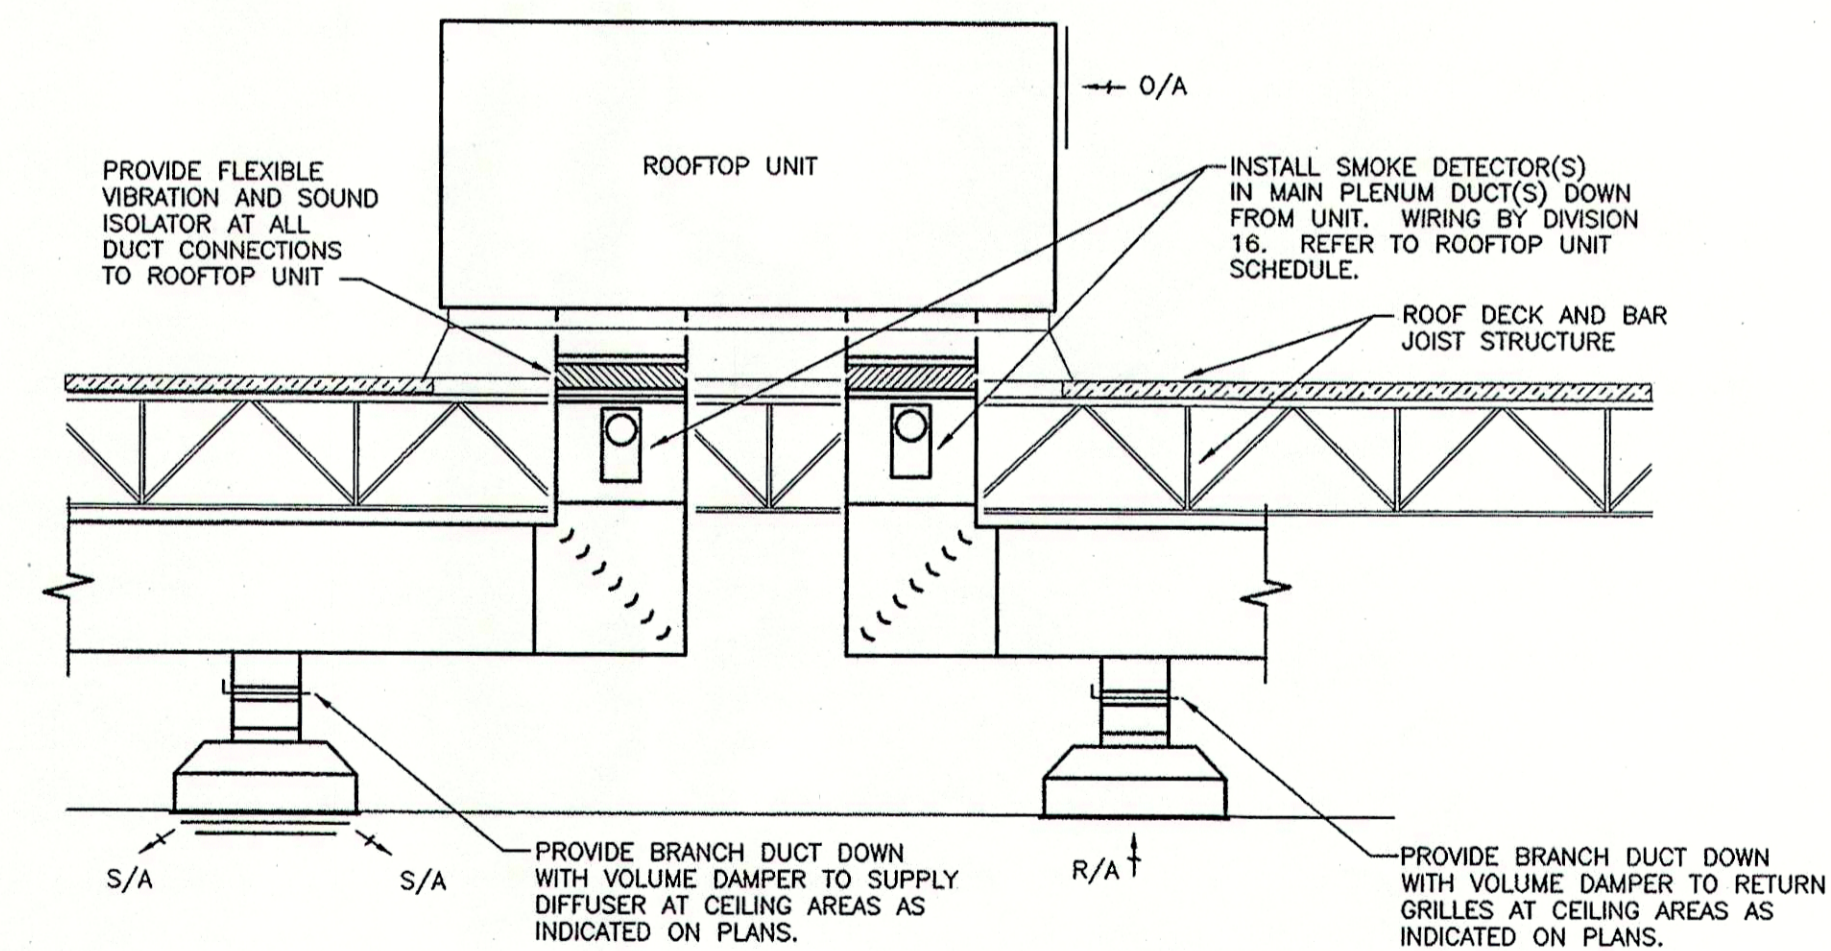 O/A
ROOFTOP UNIT
PROVIDE FLEXIBLE
VIBRATION AND SOUND
ISOLATOR AT ALL
DUCT CONNECTIONS
TO ROOFTOP UNIT
INSTALL SMOKE DETECTOR(S)
IN MAIN PLENUM DUCT(S) DOWN
FROM UNIT. WIRING BY DIVISION
16. REFER TO ROOFTOP UNIT
SCHEDULE.
ROOF DECK AND BAR
JOIST STRUCTURE
S/A
S/A
PROVIDE BRANCH DUCT DOWN
WITH VOLUME DAMPER TO SUPPLY
DIFFUSER AT CEILING AREAS AS
INDICATED ON PLANS.
R/A
PROVIDE BRANCH DUCT DOWN
WITH VOLUME DAMPER TO RETURN
GRILLES AT CEILING AREAS AS
INDICATED ON PLANS.